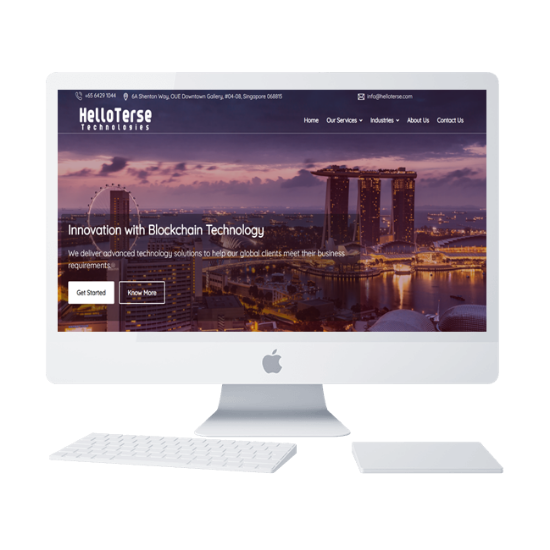 +65 6429 1044
6A Shenton Way, OUE Downtown Gallery, #04-08, Singapore 068815
info@helloterse.com
HelloTerse
Technologies
Home Our Services Industries About Us Contact Us
Innovation with Blockchain Technology
We deliver advanced technology solutions to help our global clients meet their business
requirements.
Get Started Know More